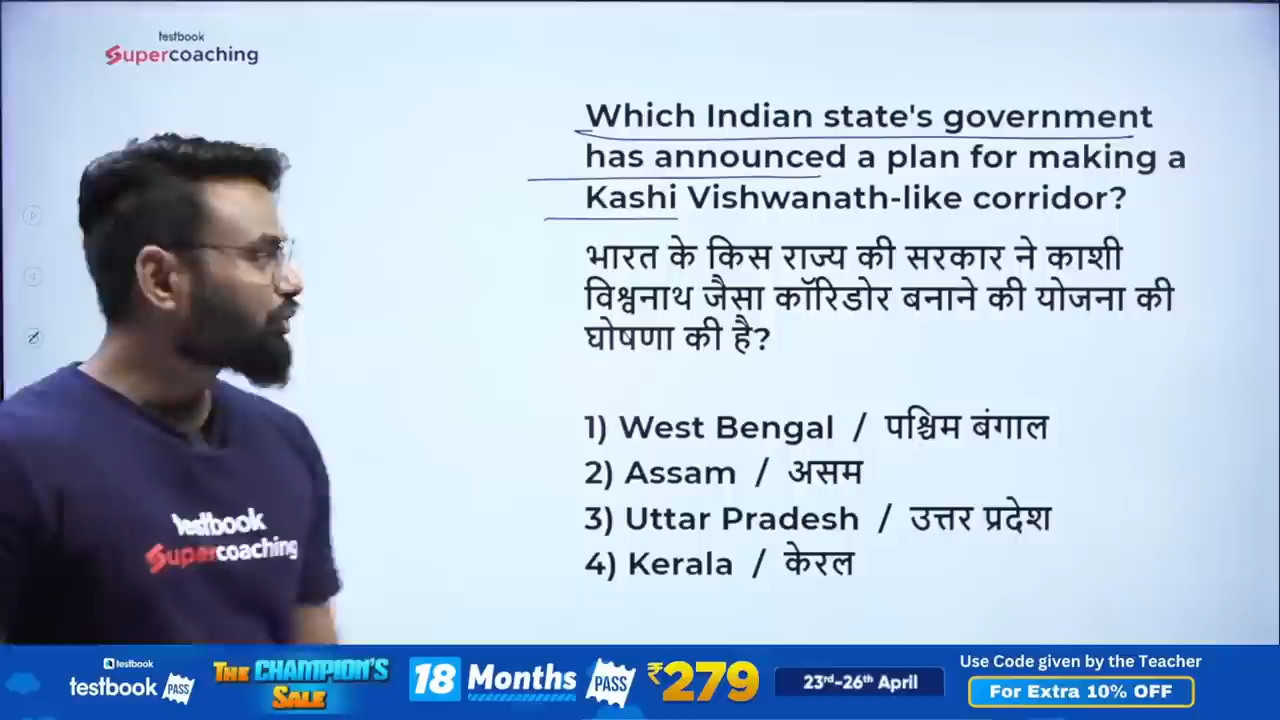 testbook
Supercoaching
Which Indian state's government
has announced a plan for making a
Kashi Vishwanath-like corridor?
भारत के किस राज्य की सरकार ने काशी
विश्वनाथ जैसा कॉरिडोर बनाने की योजना की
घोषणा की है?
1) West Bengal / पश्चिम बंगाल
2) Assam / असम
3) Uttar Pradesh / उत्तर प्रदेश
4) Kerala / केरल
testbook
Supercoaching
testbook
testbook PASS
THE CHAMPION'S
SALE
18 Months PASS ₹279
23rd-26th April
Use Code given by the Teacher
For Extra 10% OFF